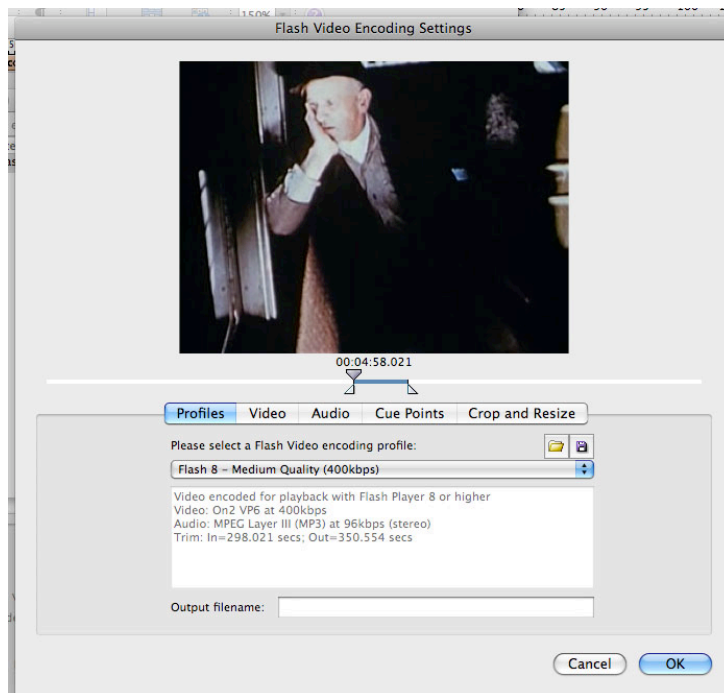 150%
Flash Video Encoding Settings
00:04:58.021
Profiles Video Audio Cue Points Crop and Resize
Please select a Flash Video encoding profile:
Flash 8 – Medium Quality (400kbps)
Video encoded for playback with Flash Player 8 or higher
Video: On2 VP6 at 400kbps
Audio: MPEG Layer III (MP3) at 96kbps (stereo)
Trim: In=298.021 secs; Out=350.554 secs
Output filename:
Cancel OK